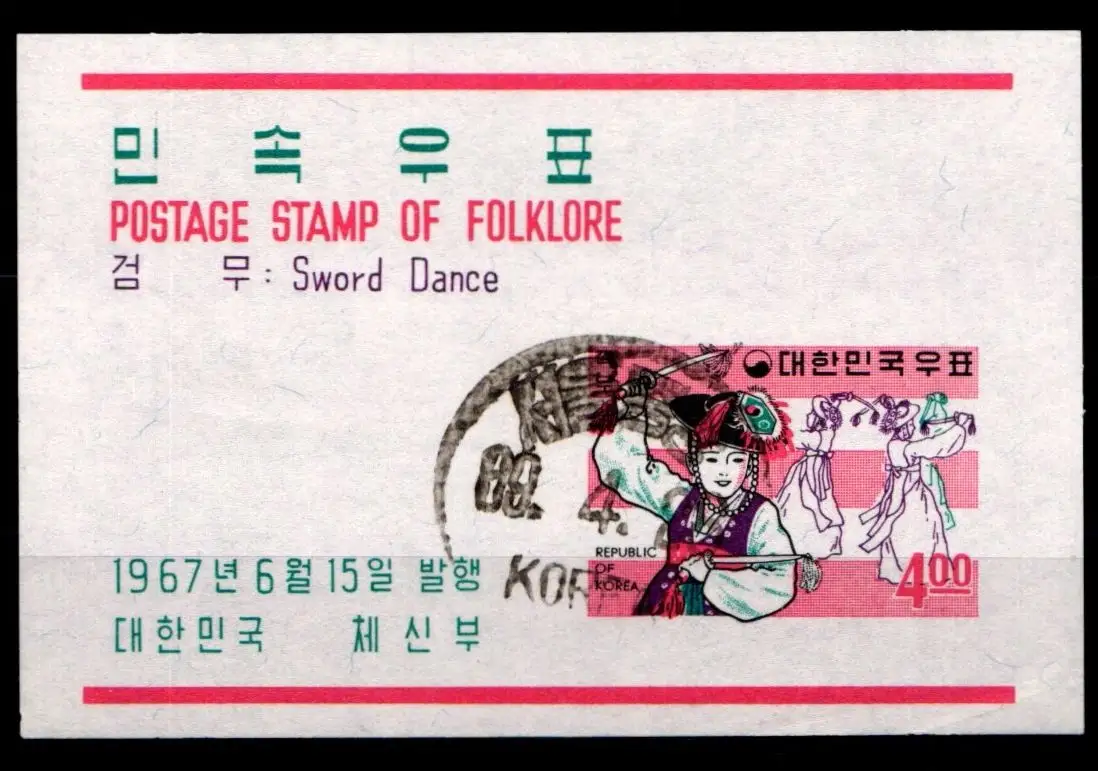 민속우표
POSTAGE STAMP OF FOLKLORE
검 무: Sword Dance
대한민국우표
REPUBLIC
OF
KOREA
4.00
1967년 6월 15일 발행
대한민국 체신부